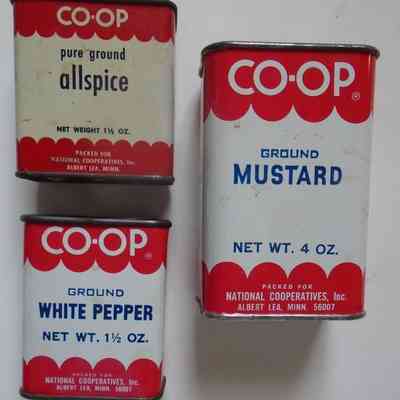 CO-OP
pure ground
allspice
NET WEIGHT 1½ OZ.
PACKED FOR
NATIONAL COOPERATIVES, Inc.
ALBERT LEA, MINN.
CO-OP®
GROUND
MUSTARD
NET WT. 4 OZ.
PACKED FOR
NATIONAL COOPERATIVES, Inc.
ALBERT LEA, MINN. 56007
CO-OP®
GROUND
WHITE PEPPER
NET WT. 1½ OZ.
PACKED FOR
NATIONAL COOPERATIVES, Inc.
ALBERT LEA, MINN. 56007